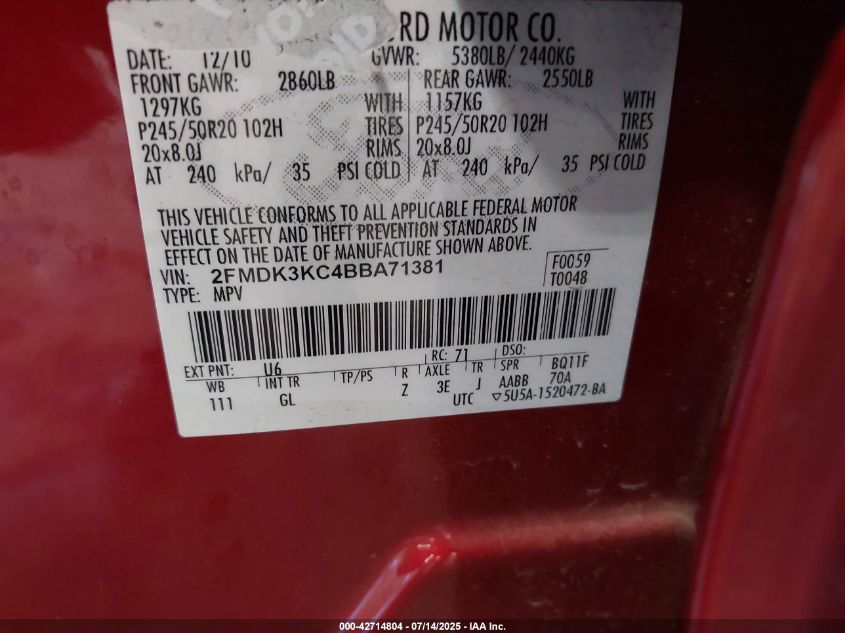 RD MOTOR CO.
DATE: 12/10 GVWR: 5380LB/ 2440KG
FRONT GAWR: 2860LB REAR GAWR: 2550LB
1297KG WITH 1157KG WITH
P245/50R20 102H TIRES P245/50R20 102H TIRES
20x8.0J RIMS 20x8.0J RIMS
AT 240 kPa/ 35 PSI COLD AT 240 kPa/ 35 PSI COLD
THIS VEHICLE CONFORMS TO ALL APPLICABLE FEDERAL MOTOR
VEHICLE SAFETY AND THEFT PREVENTION STANDARDS IN
EFFECT ON THE DATE OF MANUFACTURE SHOWN ABOVE.
VIN: 2FMDK3KC4BBA71381 F0059
TYPE: MPV T0048
EXT PNT: U6 RC: 71 DSO:
WB INT TR TP/PS R AXLE TR SPR BQ11F
111 GL Z 3E J AABB 70A
UTC ▽5U5A-1520472-BA
000-42714804 - 07/14/2025 - IAA Inc.